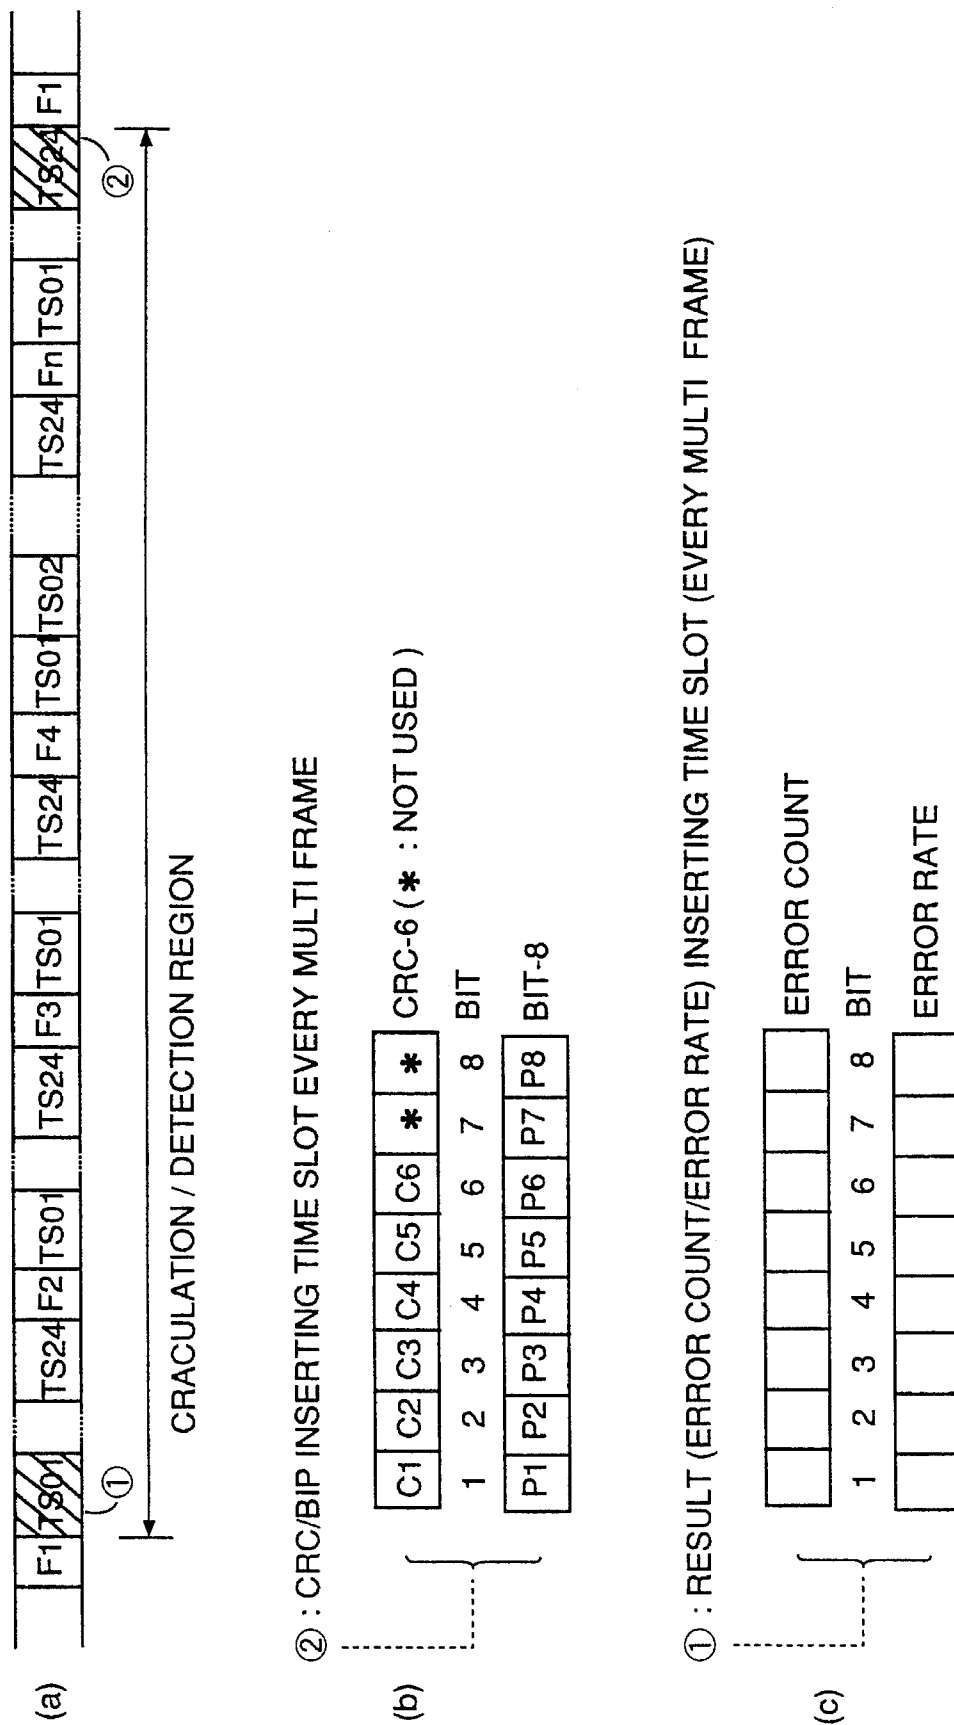 (a)
F1 TS01 TS24 F2 TS01 TS24 F3 TS01 TS24 F4 TS01 TS02 TS24 Fn TS01 TS24 F1
① ②
CRACULATION / DETECTION REGION
② : CRC/BIP INSERTING TIME SLOT EVERY MULTI FRAME
(b)
C1 C2 C3 C4 C5 C6 * * CRC-6 ( * : NOT USED )
1 2 3 4 5 6 7 8 BIT
P1 P2 P3 P4 P5 P6 P7 P8 BIT-8
① : RESULT (ERROR COUNT/ERROR RATE) INSERTING TIME SLOT (EVERY MULTI FRAME)
(c)
ERROR COUNT
1 2 3 4 5 6 7 8 BIT
ERROR RATE